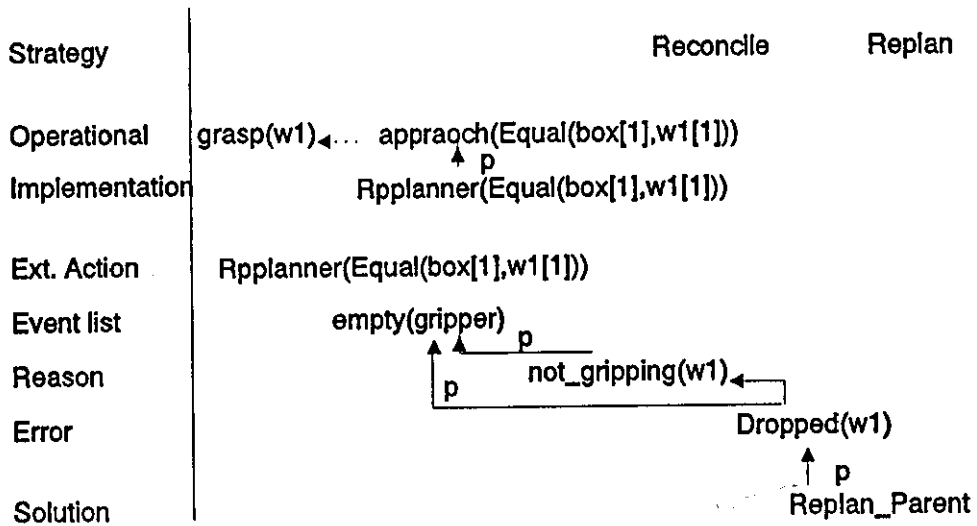 Strategy Reconcile Replan
Operational grasp(w1) ... appraoch(Equal(box[1],w1[1]))
p
Implementation Rpplanner(Equal(box[1],w1[1]))
Ext. Action Rpplanner(Equal(box[1],w1[1]))
Event list empty(gripper)
p
Reason not_gripping(w1)
p
Error Dropped(w1)
p
Solution Replan_Parent